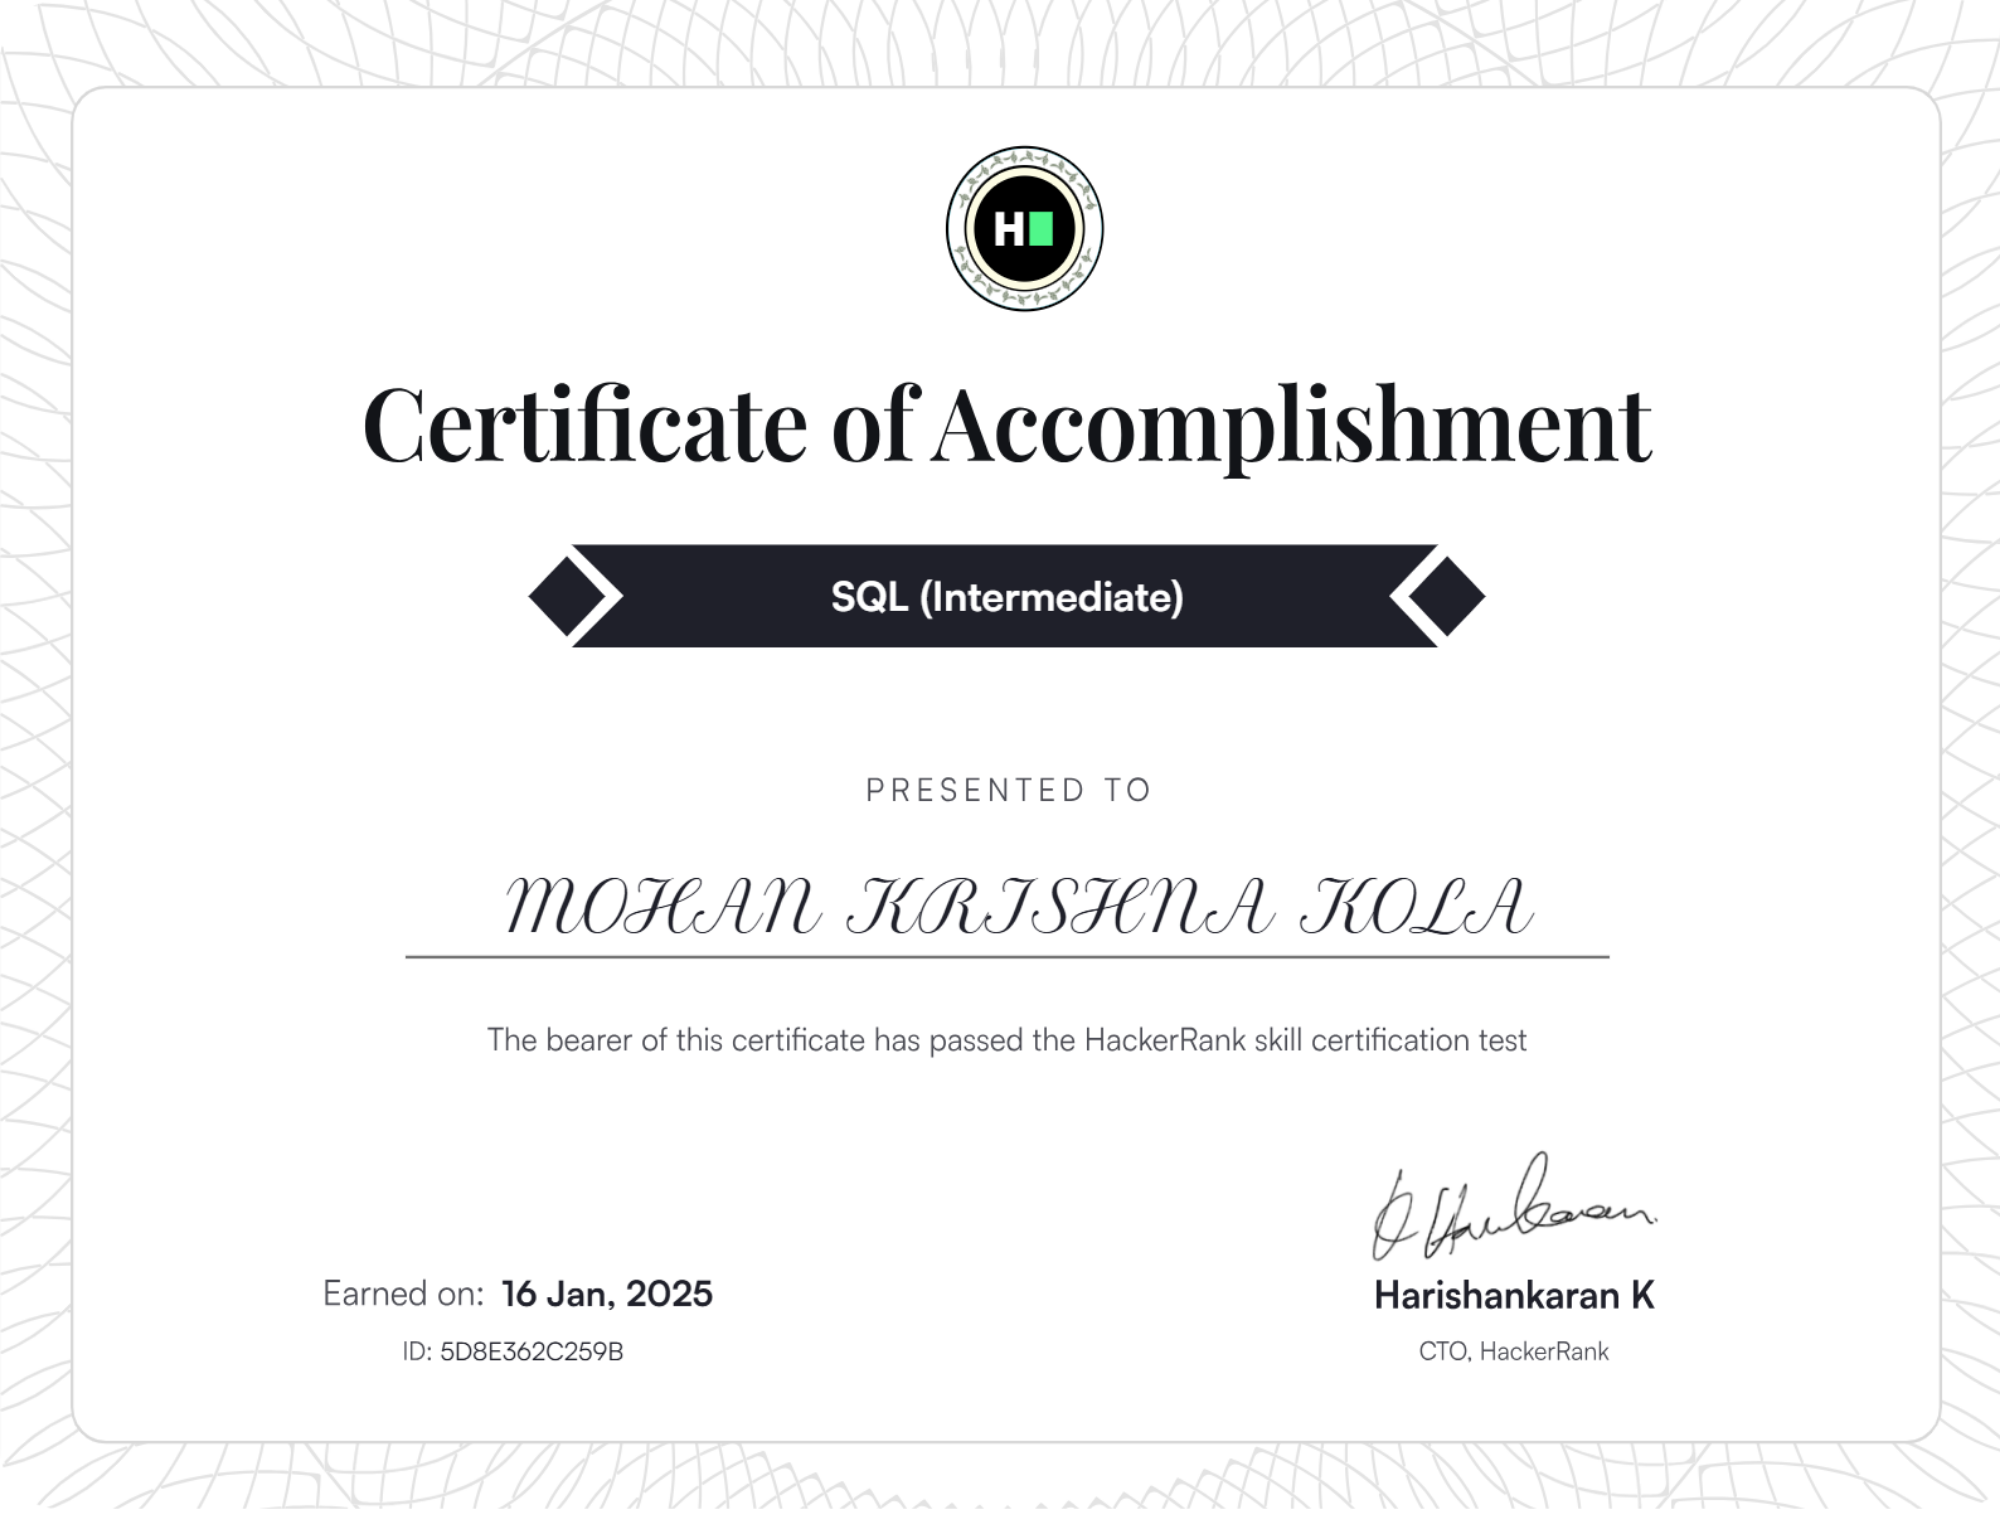 H
Certificate of Accomplishment
SQL (Intermediate)
PRESENTED TO
MOHAN KRISHNA KOLA
The bearer of this certificate has passed the HackerRank skill certification test
Earned on: 16 Jan, 2025
ID: 5D8E362C259B
Harishankaran K
CTO, HackerRank